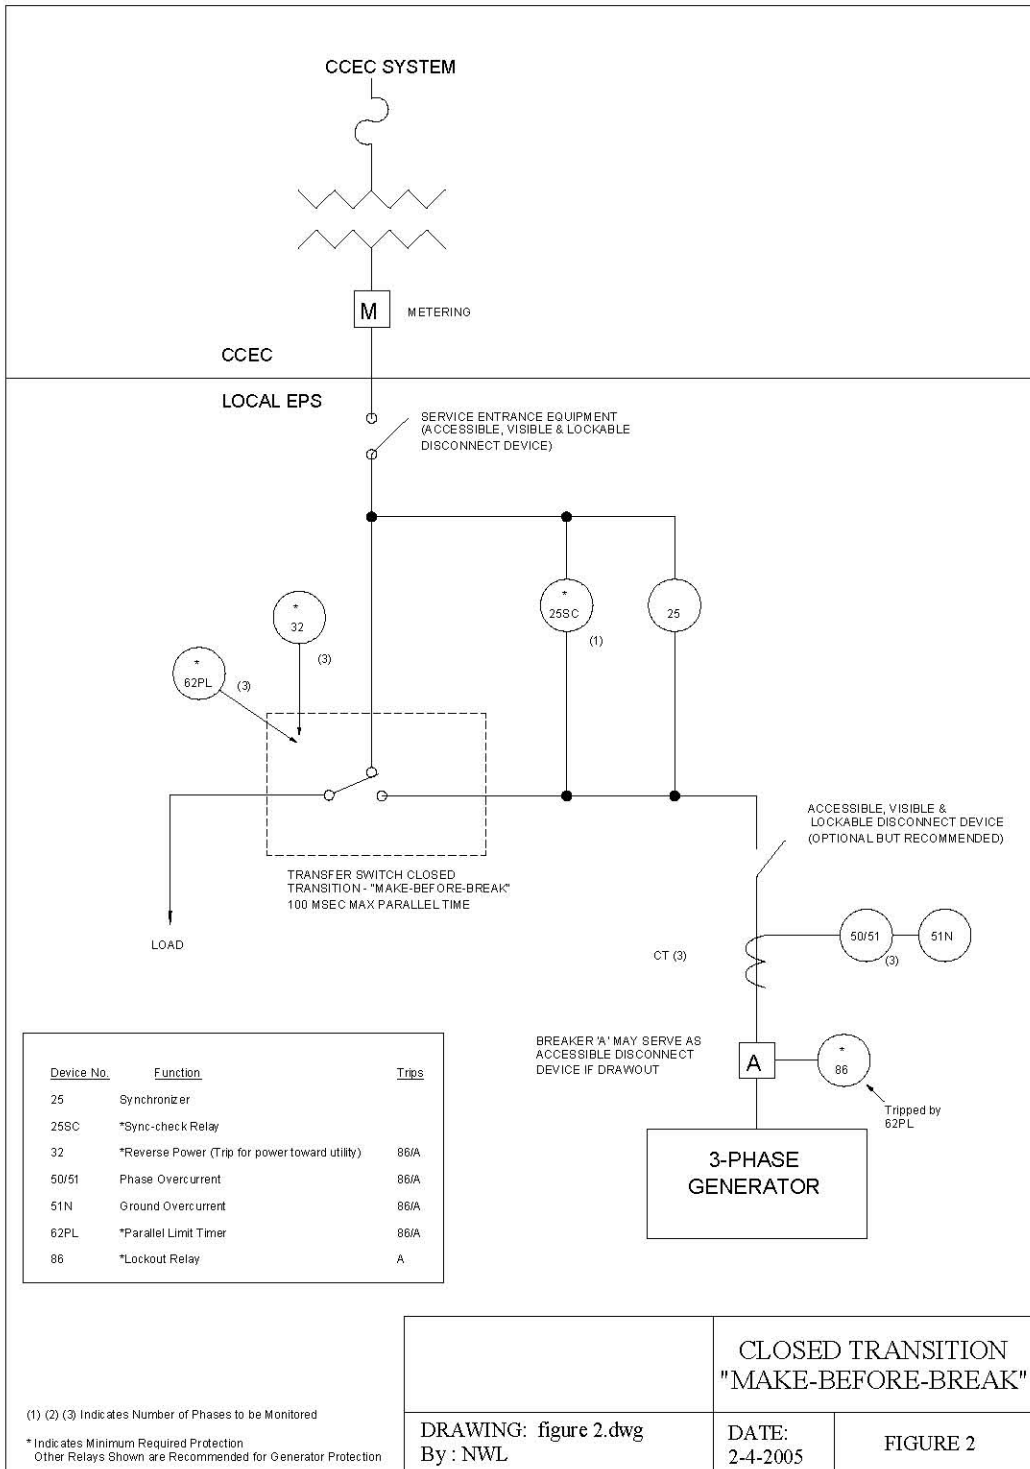 CCEC SYSTEM
M
METERING
CCEC
LOCAL EPS
SERVICE ENTRANCE EQUIPMENT
(ACCESSIBLE, VISIBLE & LOCKABLE
DISCONNECT DEVICE)
*
32
(3)
*
62PL
(3)
*
25SC
(1)
25
TRANSFER SWITCH CLOSED
TRANSITION - "MAKE-BEFORE-BREAK"
100 MSEC MAX PARALLEL TIME
LOAD
ACCESSIBLE, VISIBLE &
LOCKABLE DISCONNECT DEVICE
(OPTIONAL BUT RECOMMENDED)
CT (3)
50/51
(3)
51N
BREAKER 'A' MAY SERVE AS
ACCESSIBLE DISCONNECT
DEVICE IF DRAWOUT
A
*
86
Tripped by
62PL
3-PHASE
GENERATOR
Device No. Function Trips
25 Synchronizer
25SC *Sync-check Relay
32 *Reverse Power (Trip for power toward utility) 86/A
50/51 Phase Overcurrent 86/A
51N Ground Overcurrent 86/A
62PL *Parallel Limit Timer 86/A
86 *Lockout Relay A
(1) (2) (3) Indicates Number of Phases to be Monitored
* Indicates Minimum Required Protection
Other Relays Shown are Recommended for Generator Protection
CLOSED TRANSITION
"MAKE-BEFORE-BREAK"
DRAWING: figure 2.dwg
By : NWL
DATE:
2-4-2005
FIGURE 2